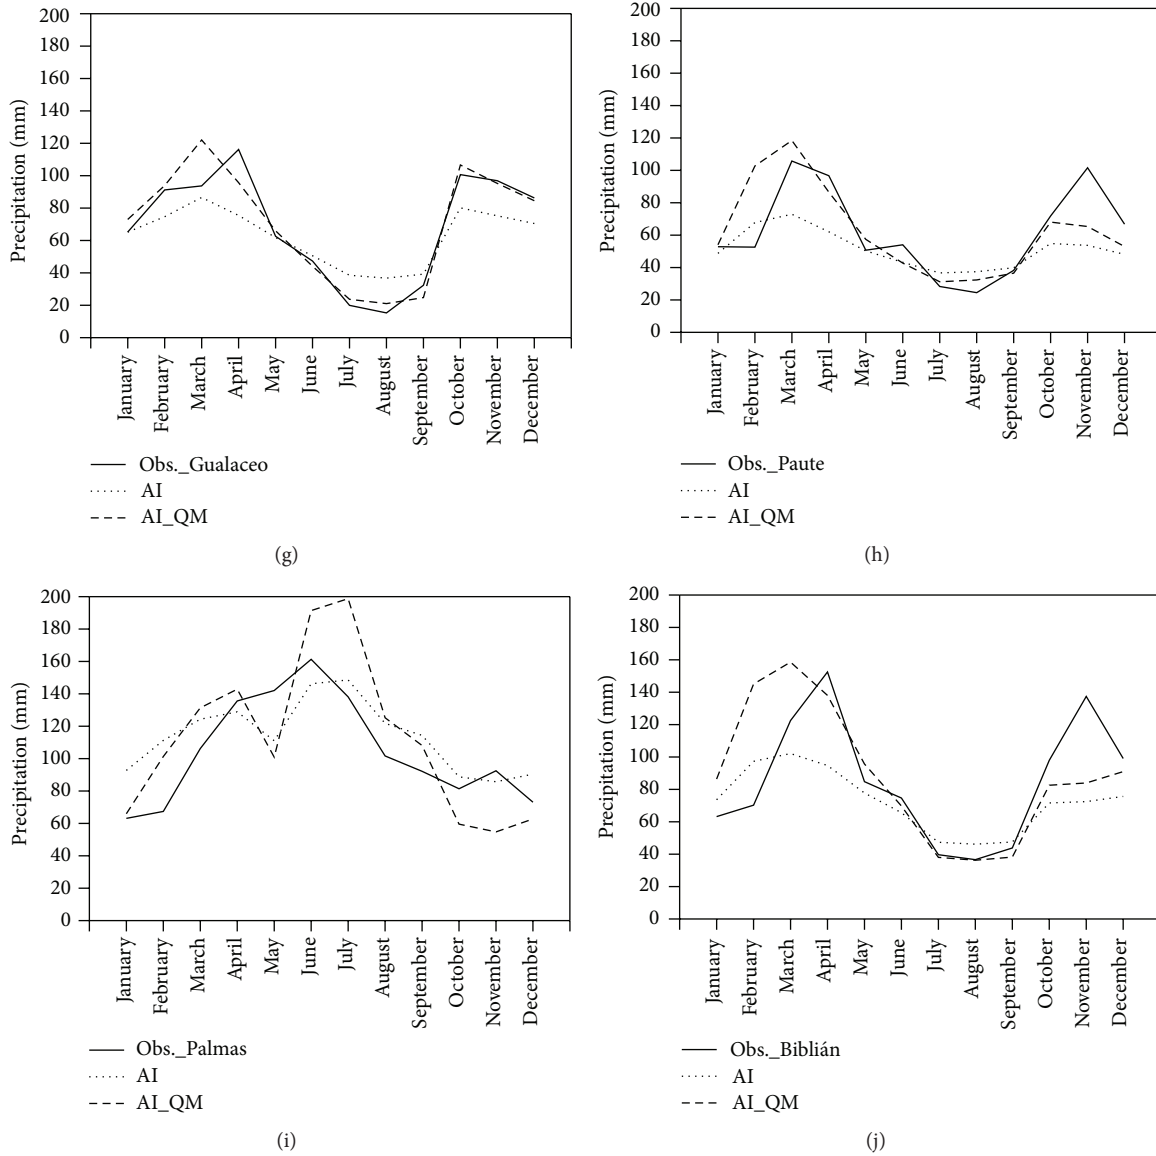 200
180
160
140
120
100
80
60
40
20
0
Precipitation (mm)
January
February
March
April
May
June
July
August
September
October
November
December
Obs._Gualaceo
AI
AI_QM
(g)
200
180
160
140
120
100
80
60
40
20
0
Precipitation (mm)
January
February
March
April
May
June
July
August
September
October
November
December
Obs._Paute
AI
AI_QM
(h)
200
180
160
140
120
100
80
60
40
20
0
Precipitation (mm)
January
February
March
April
May
June
July
August
September
October
November
December
Obs._Palmas
AI
AI_QM
(i)
200
180
160
140
120
100
80
60
40
20
0
Precipitation (mm)
January
February
March
April
May
June
July
August
September
October
November
December
Obs._Biblián
AI
AI_QM
(j)